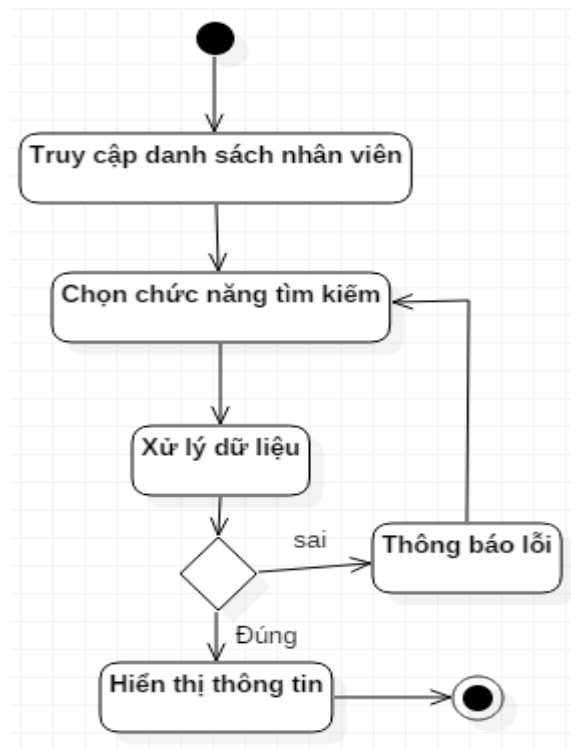 Truy cập danh sách nhân viên
Chọn chức năng tìm kiếm
Xử lý dữ liệu
sai
Thông báo lỗi
Đúng
Hiển thị thông tin